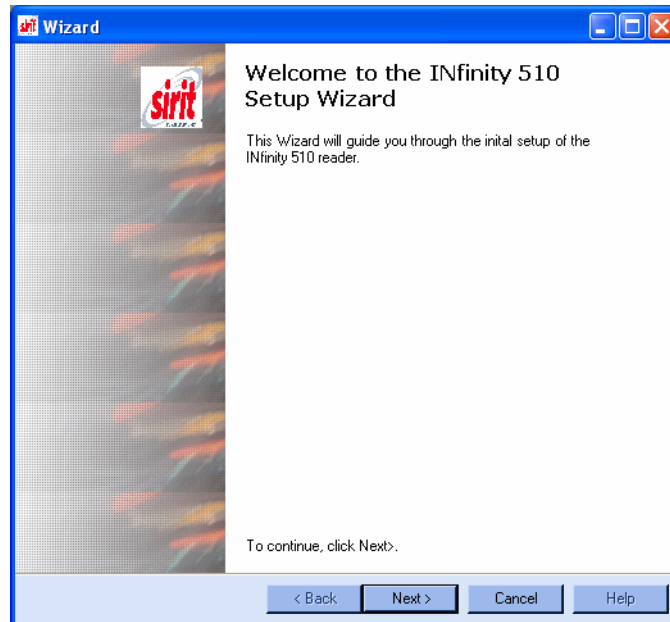 Wizard
sirit
Welcome to the INfinity 510
Setup Wizard
This Wizard will guide you through the inital setup of the
INfinity 510 reader.
To continue, click Next>.
< Back
Next >
Cancel
Help